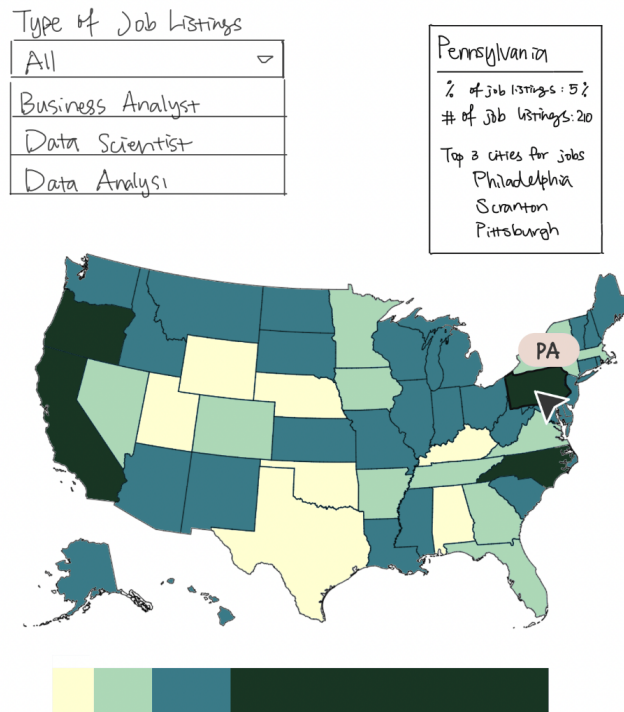 Type of Job Listings
All
Business Analyst
Data Scientist
Data Analysi
Pennsylvania
% of job listings: 5%
# of job listings: 210
Top 3 cities for jobs
Philadelphia
Scranton
Pittsburgh
PA